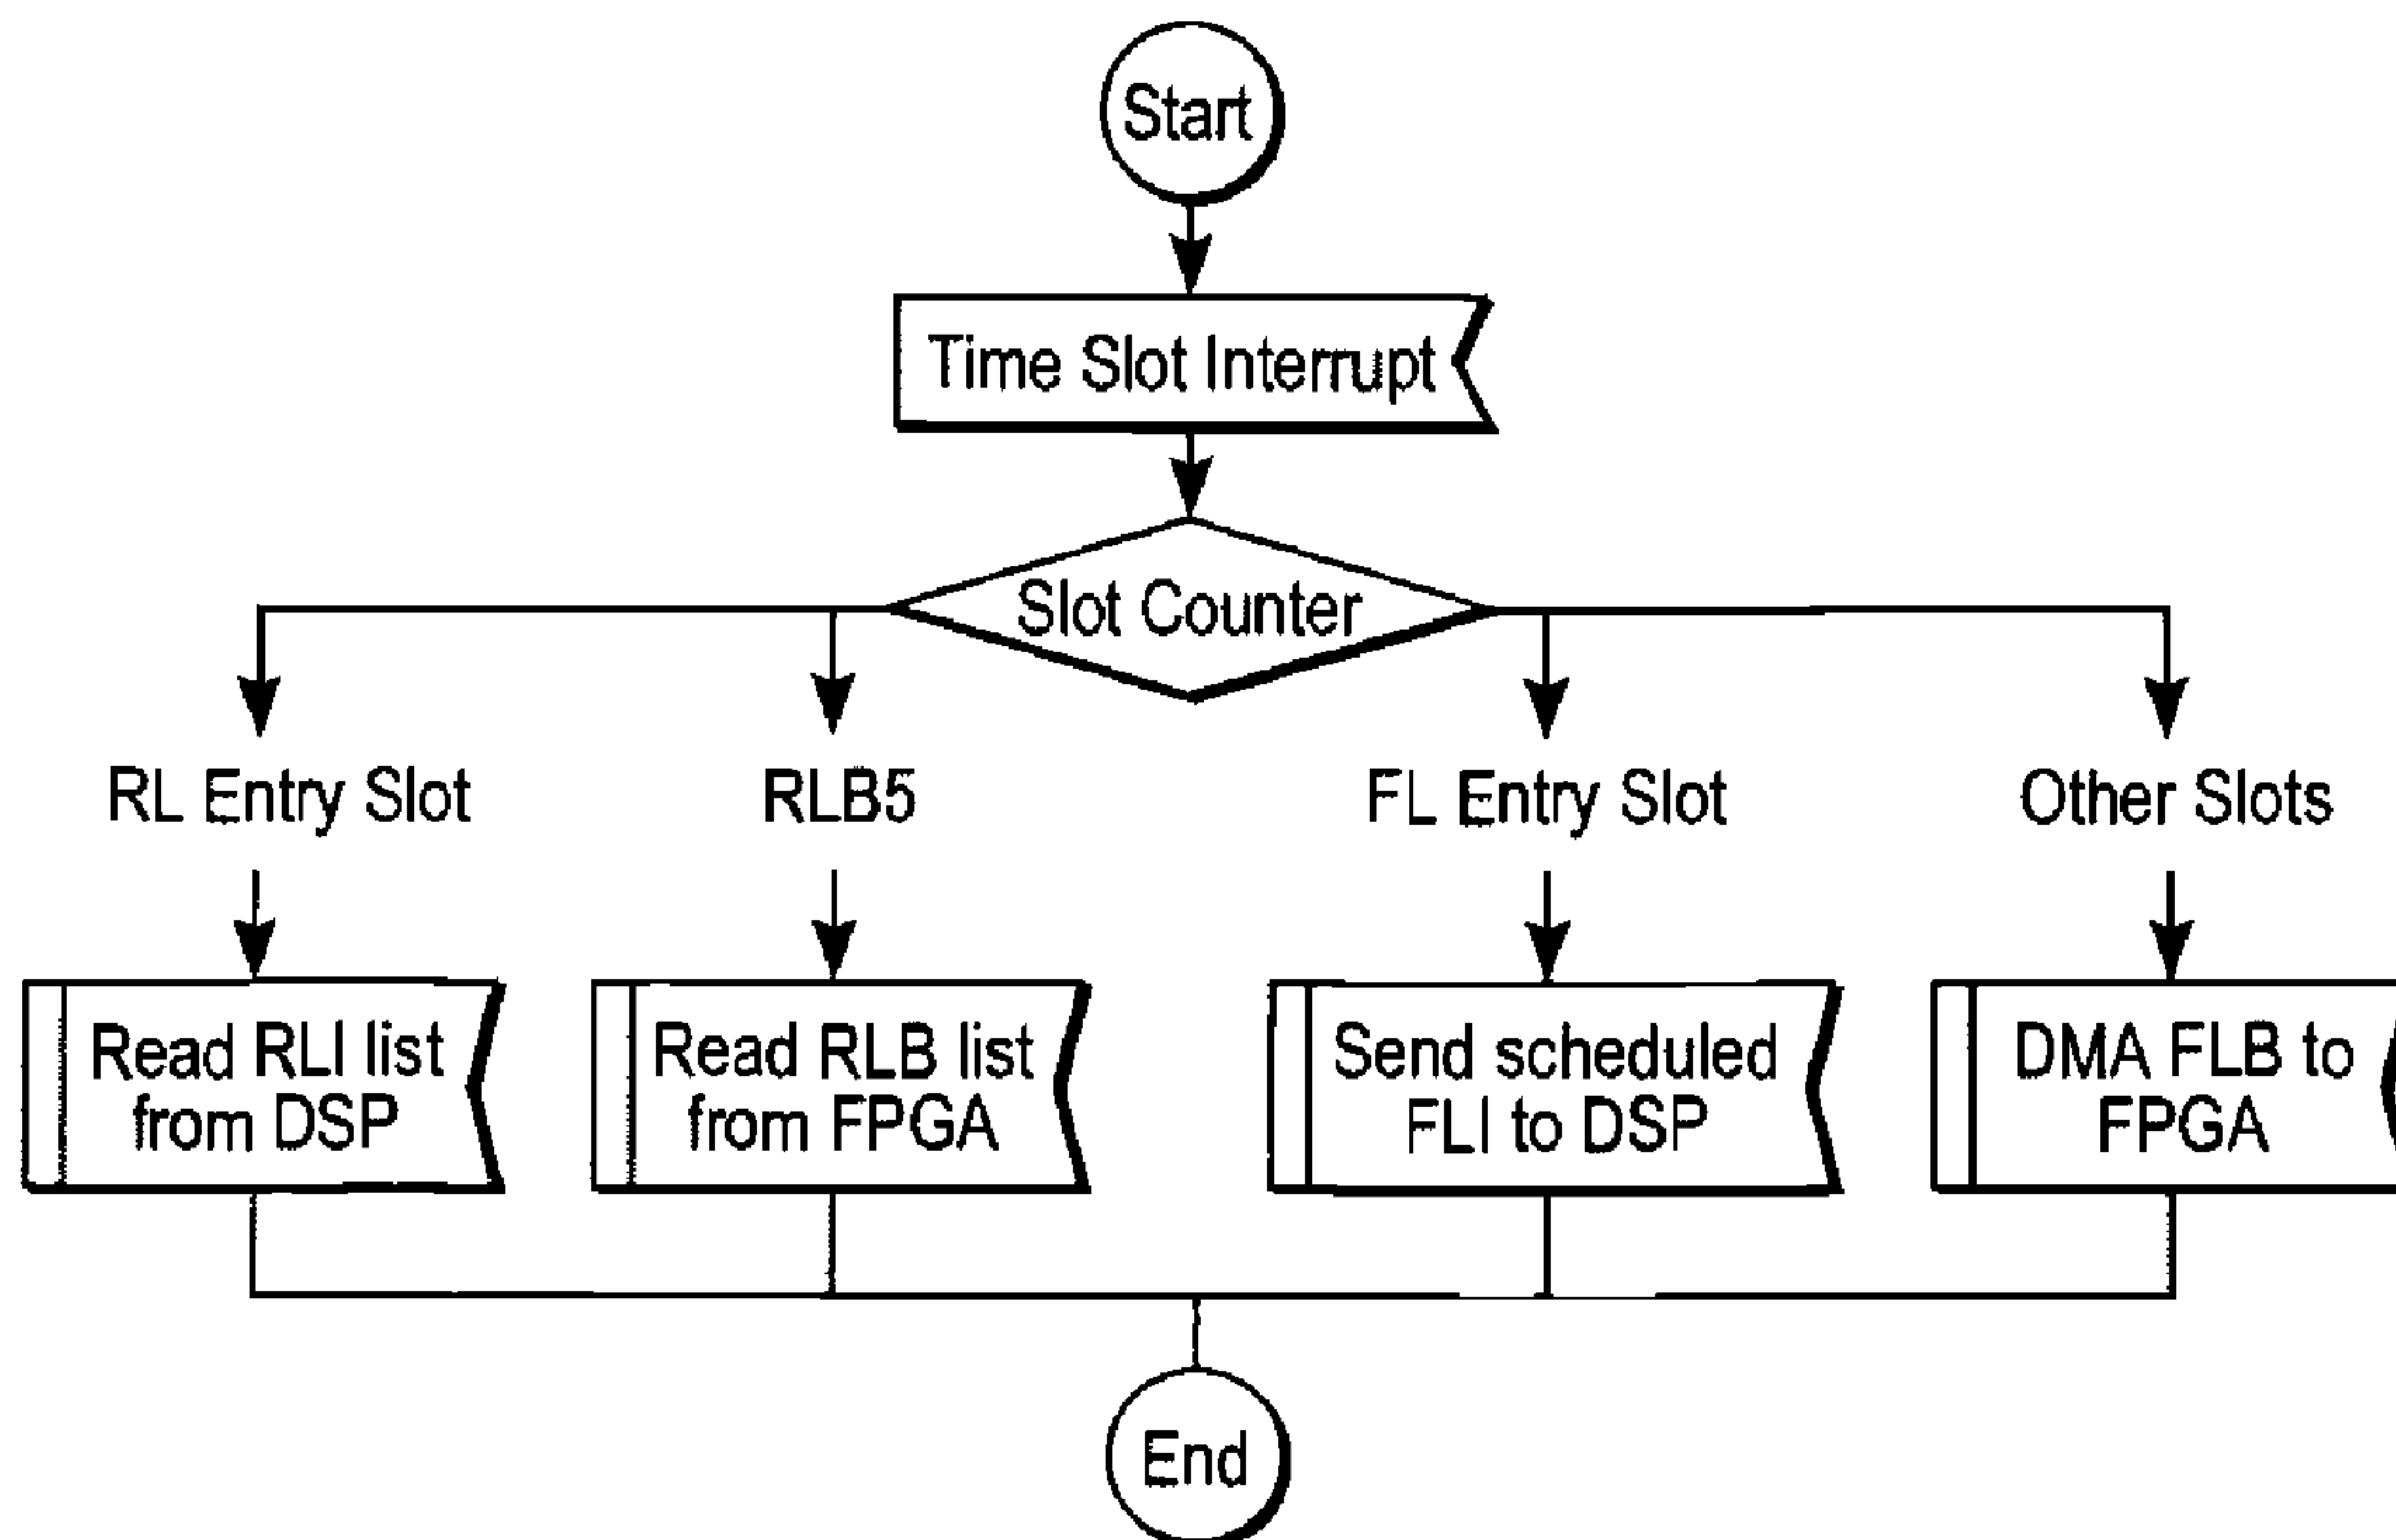 Start
Time Slot Interrupt
Slot Counter
RL Entry Slot
RLB5
FL Entry Slot
Other Slots
Read RLI list
from DSP
Read RLB list
from FPGA
Send scheduled
FLI to DSP
DMA FLB to
FPGA
End